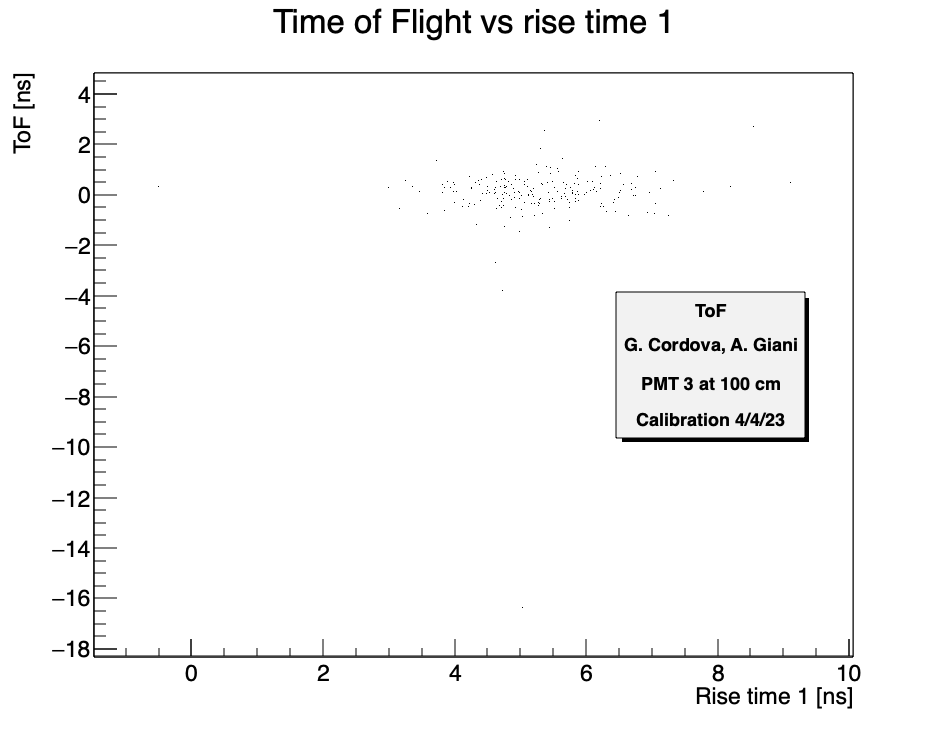 Time of Flight vs rise time 1
ToF [ns]
4
2
0
−2
−4
−6
−8
−10
−12
−14
−16
−18
ToF
G. Cordova, A. Giani
PMT 3 at 100 cm
Calibration 4/4/23
0 2 4 6 8 10
Rise time 1 [ns]